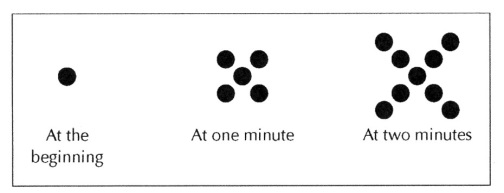 At the
beginning
At one minute
At two minutes